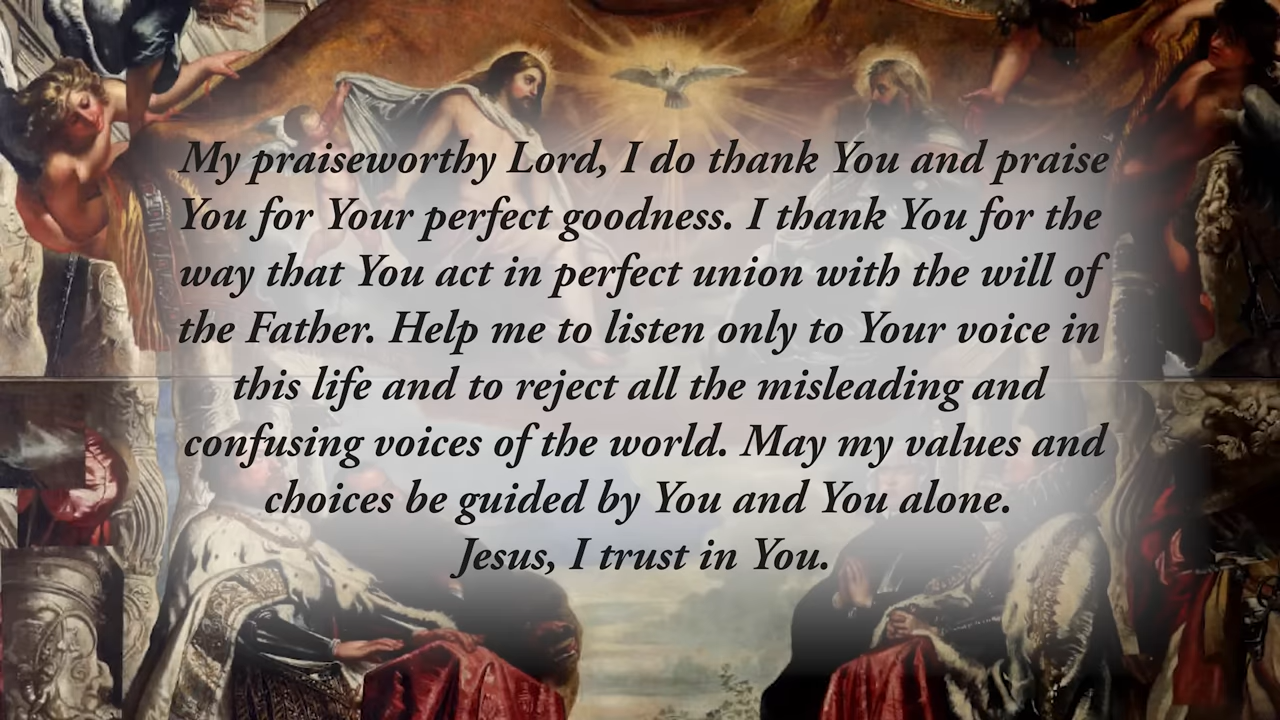 My praiseworthy Lord, I do thank You and praise
You for Your perfect goodness. I thank You for the
way that You act in perfect union with the will of
the Father. Help me to listen only to Your voice in
this life and to reject all the misleading and
confusing voices of the world. May my values and
choices be guided by You and You alone.
Jesus, I trust in You.